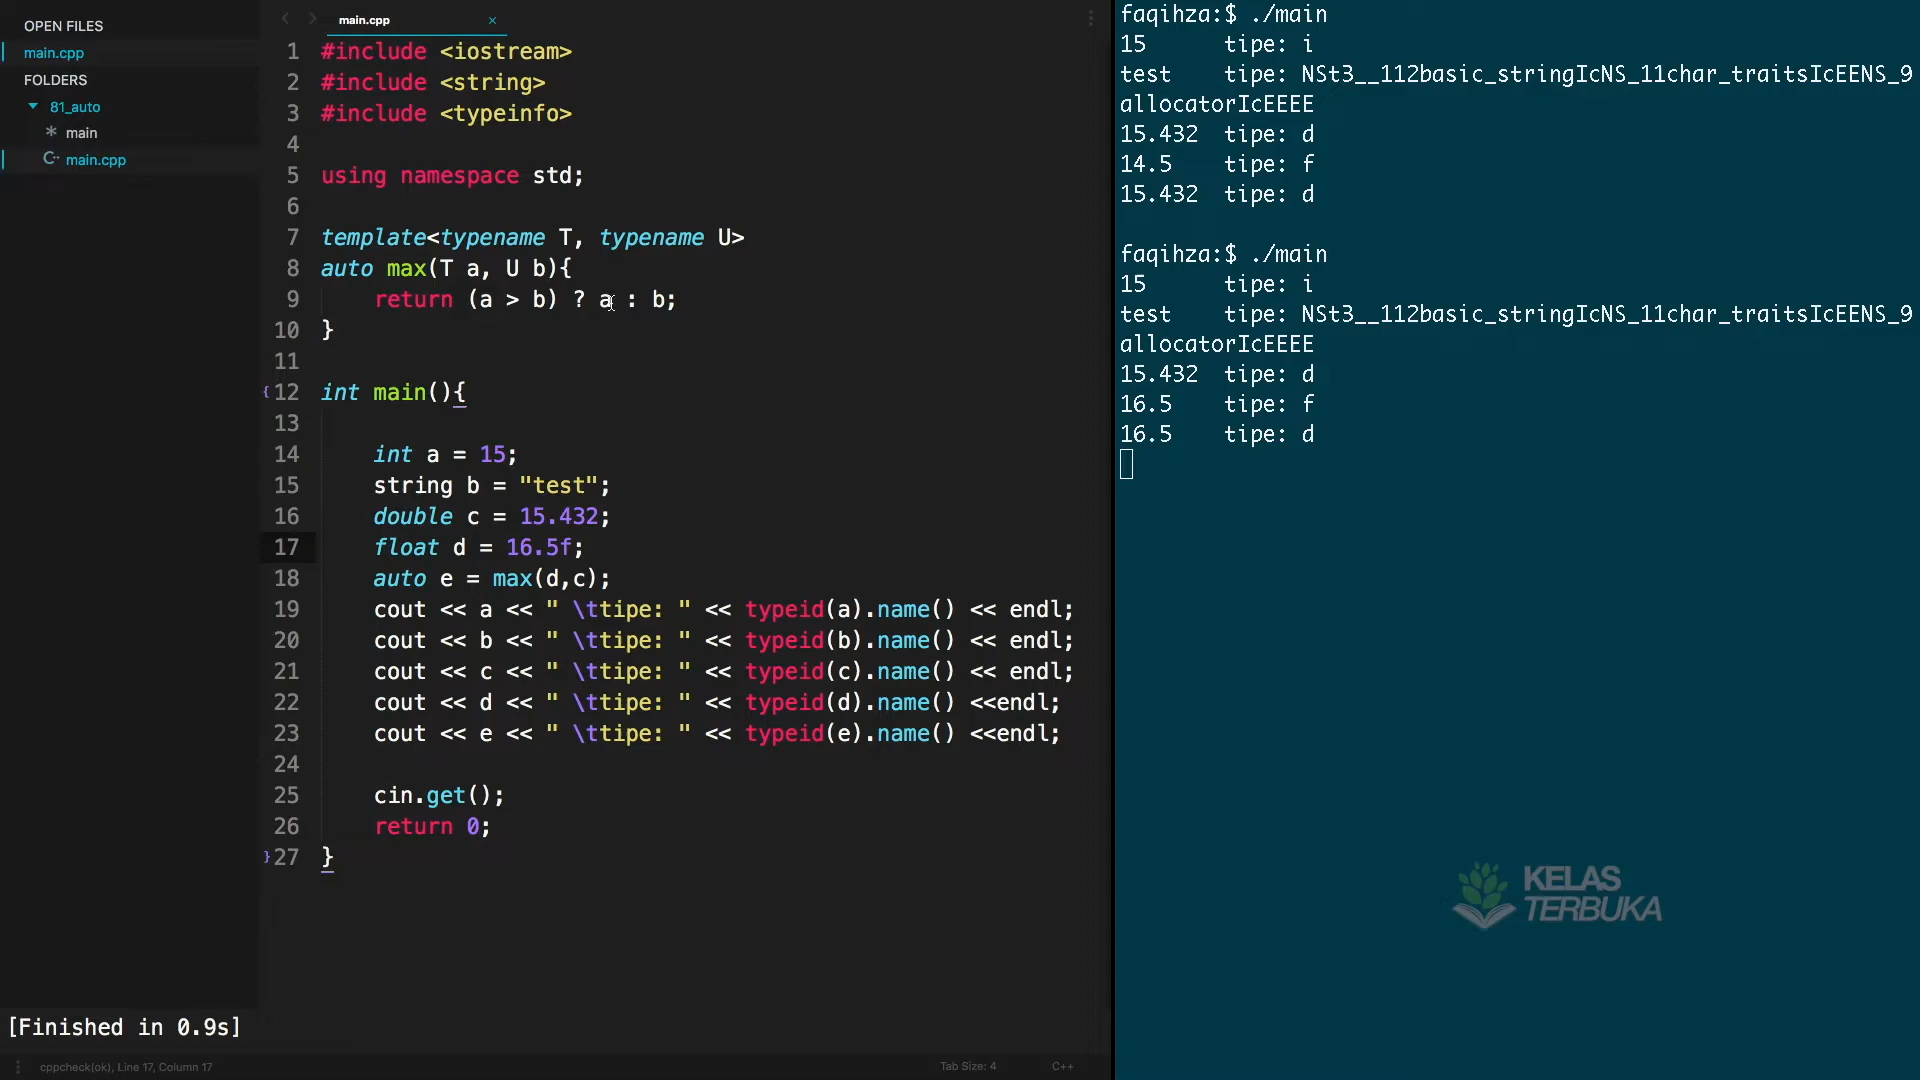 OPEN FILES
main.cpp
FOLDERS
81_auto
main
main.cpp
[Finished in 0.9s]
main.cpp
1 #include <iostream>
2 #include <string>
3 #include <typeinfo>
4
5 using namespace std;
6
7 template<typename T, typename U>
8 auto max(T a, U b){
9 return (a > b) ? a : b;
10 }
11
12 int main(){
13
14 int a = 15;
15 string b = "test";
16 double c = 15.432;
17 float d = 16.5f;
18 auto e = max(d,c);
19 cout << a << " \ttipe: " << typeid(a).name() << endl;
20 cout << b << " \ttipe: " << typeid(b).name() << endl;
21 cout << c << " \ttipe: " << typeid(c).name() << endl;
22 cout << d << " \ttipe: " << typeid(d).name() <<endl;
23 cout << e << " \ttipe: " << typeid(e).name() <<endl;
24
25 cin.get();
26 return 0;
27 }
cppcheck(ok), Line 17, Column 17
Tab Size: 4
C++
faqihza:$ ./main
15 tipe: i
test tipe: NSt3__112basic_stringIcNS_11char_traitsIcEENS_9
allocatorIcEEEE
15.432 tipe: d
14.5 tipe: f
15.432 tipe: d
faqihza:$ ./main
15 tipe: i
test tipe: NSt3__112basic_stringIcNS_11char_traitsIcEENS_9
allocatorIcEEEE
15.432 tipe: d
16.5 tipe: f
16.5 tipe: d
KELAS
TERBUKA